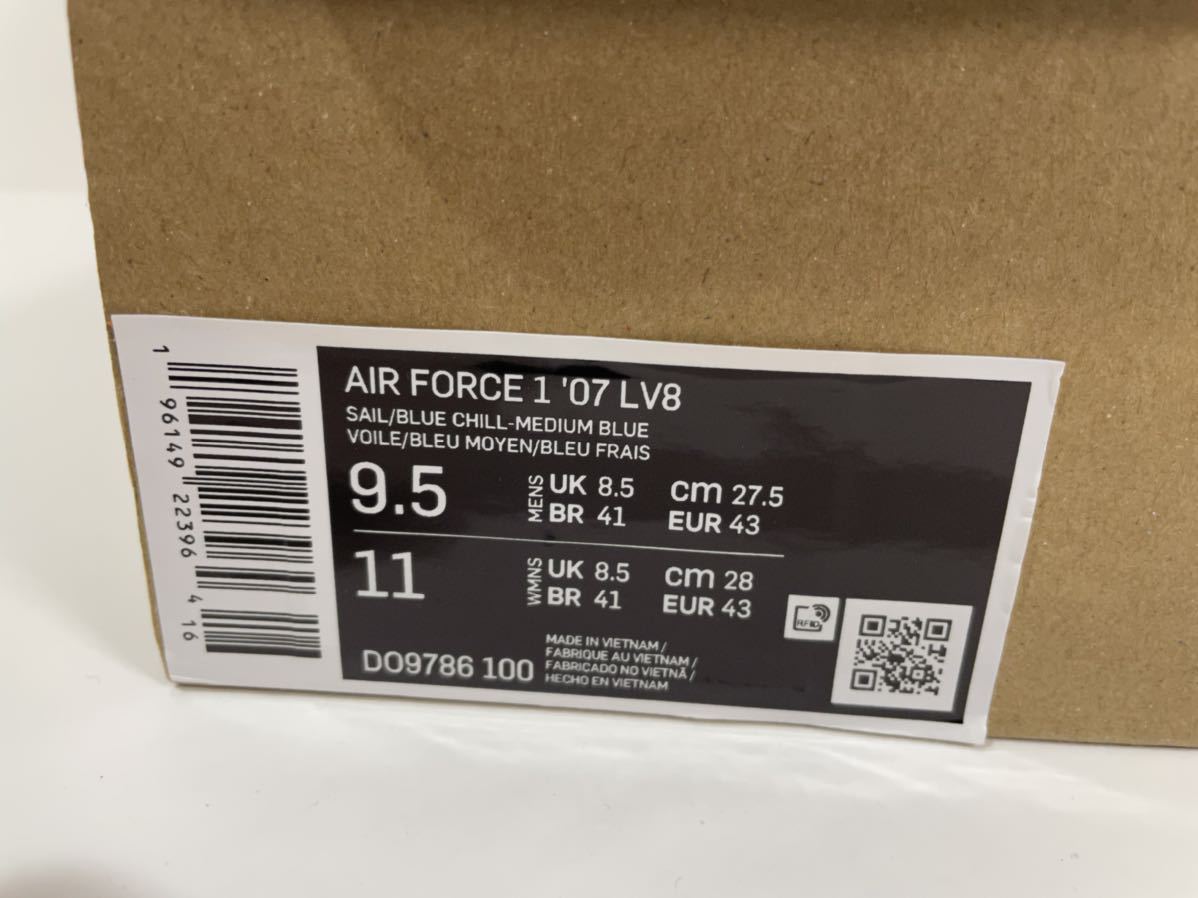 1 96149 22396 4 16
AIR FORCE 1 '07 LV8
SAIL/BLUE CHILL-MEDIUM BLUE
VOILE/BLEU MOYEN/BLEU FRAIS
9.5
MENS
UK 8.5 cm 27.5
BR 41 EUR 43
11
WMNS
UK 8.5 cm 28
BR 41 EUR 43
RFID
DO9786 100
MADE IN VIETNAM /
FABRIQUE AU VIETNAM /
FABRICADO NO VIETNÃ /
HECHO EN VIETNAM